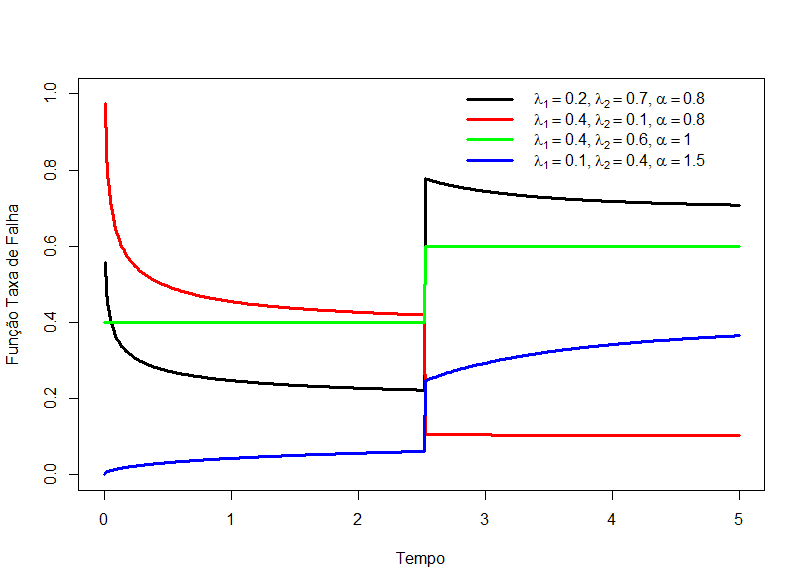 λ1 = 0.2, λ2 = 0.7, α = 0.8
λ1 = 0.4, λ2 = 0.1, α = 0.8
λ1 = 0.4, λ2 = 0.6, α = 1
λ1 = 0.1, λ2 = 0.4, α = 1.5
Função Taxa de Falha
1.0
0.8
0.6
0.4
0.2
0.0
0 1 2 3 4 5
Tempo